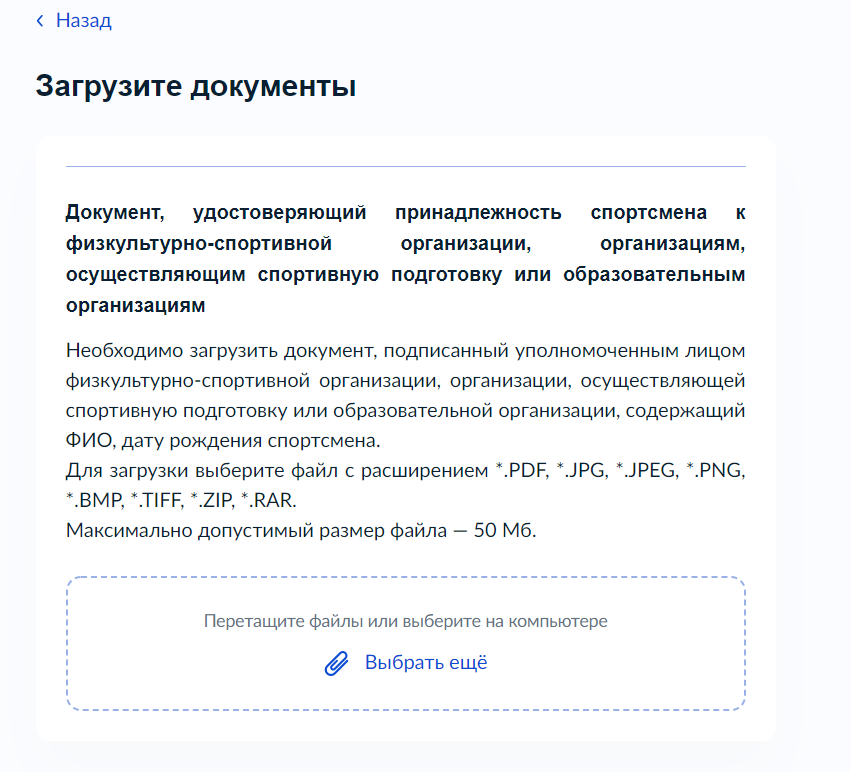 Назад
Загрузите документы
Документ, удостоверяющий принадлежность спортсмена к
физкультурно-спортивной организации, организациям,
осуществляющим спортивную подготовку или образовательным
организациям
Необходимо загрузить документ, подписанный уполномоченным лицом
физкультурно-спортивной организации, организации, осуществляющей
спортивную подготовку или образовательной организации, содержащий
ФИО, дату рождения спортсмена.
Для загрузки выберите файл с расширением *.PDF, *.JPG, *.JPEG, *.PNG,
*.BMP, *.TIFF, *.ZIP, *.RAR.
Максимально допустимый размер файла — 50 Мб.
Перетащите файлы или выберите на компьютере
Выбрать ещё